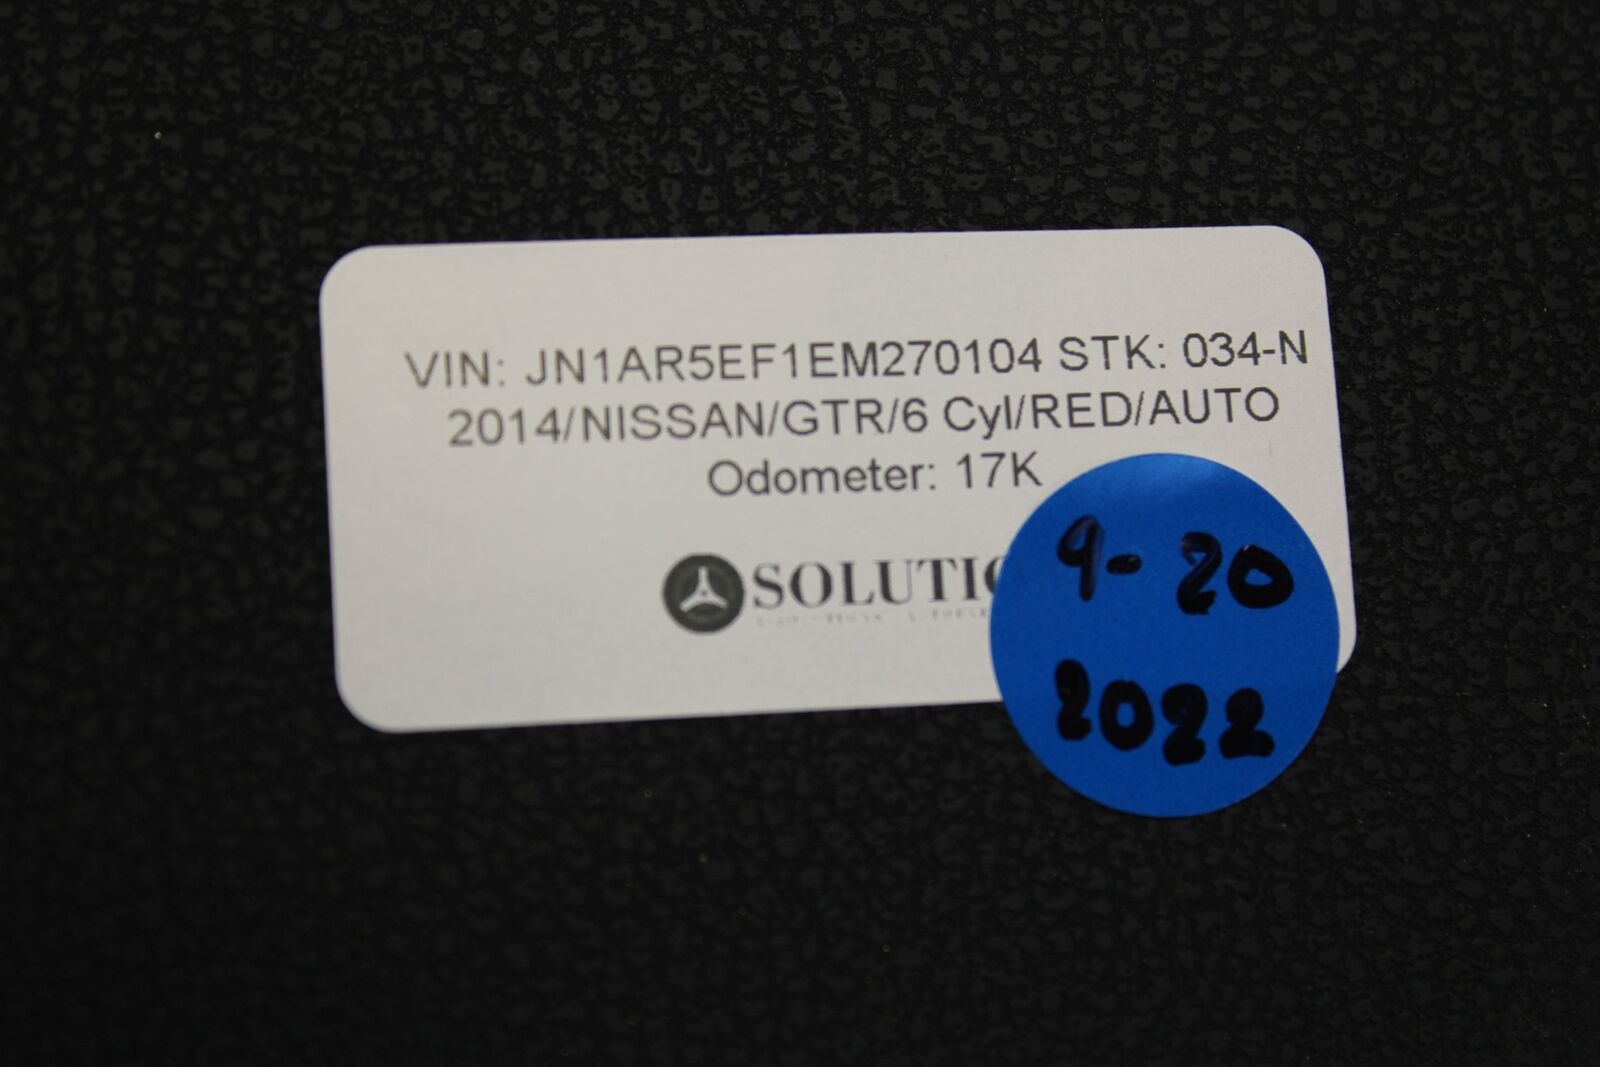 VIN: JN1AR5EF1EM270104 STK: 034-N
2014/NISSAN/GTR/6 Cyl/RED/AUTO
Odometer: 17K
SOLUTI
9-20
2022